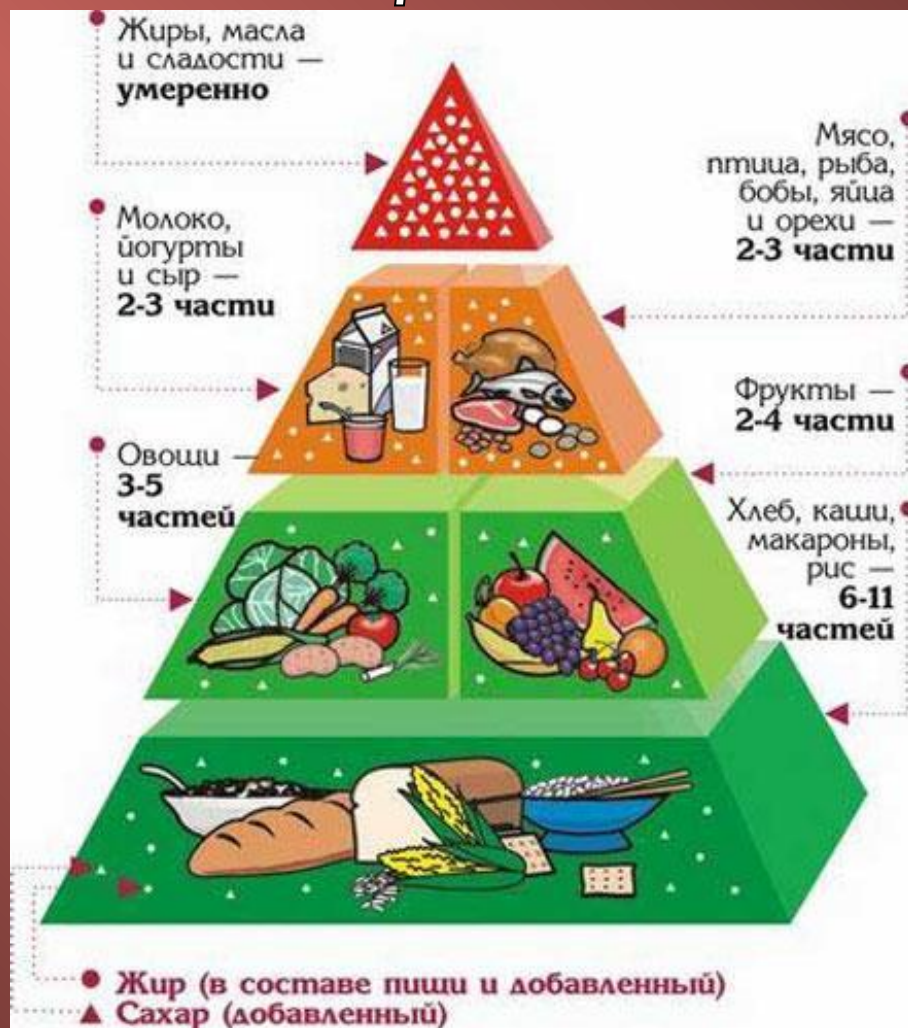 Жиры, масла
и сладости —
умеренно
Мясо,
птица, рыба,
бобы, яйца
и орехи —
2-3 части
Молоко,
йогурты
и сыр —
2-3 части
Фрукты —
2-4 части
Овощи —
3-5
частей
Хлеб, каши,
макароны,
рис —
6-11
частей
Жир (в составе пищи и добавленный)
Сахар (добавленный)